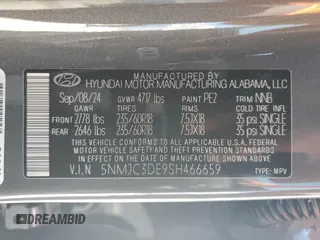 MANUFACTURED BY
HYUNDAI MOTOR MANUFACTURING ALABAMA, LLC
Sep/08/24 GVWR 4717 lbs PAINT PE2 TRIM NNB
GAWR TIRES RIMS COLD TIRE INFL
FRONT 2778 lbs 235/60R18 7.5JX18 35 psi SNGL
REAR 2646 lbs 235/60R18 7.5JX18 35 psi SNGL
THIS VEHICLE CONFORMS TO ALL APPLICABLE U.S.A. FEDERAL
MOTOR VEHICLE SAFETY AND THEFT PREVENTION STANDARDS
IN EFFECT ON THE DATE OF MANUFACTURE SHOWN ABOVE.
V.I.N 5NMJC3DE9SH466659 TYPE: MPV